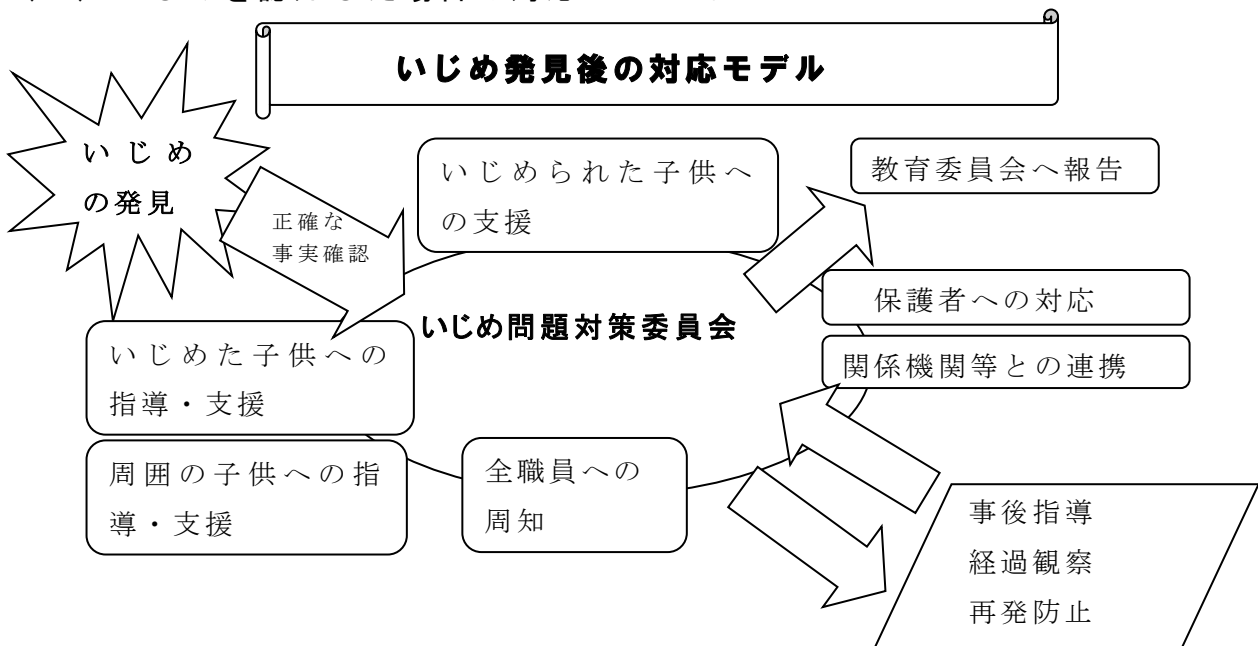 いじめ発見後の対応モデル
いじめ
の発見
正確な
事実確認
いじめられた子供へ
の支援
教育委員会へ報告
保護者への対応
関係機関等との連携
いじめ問題対策委員会
いじめた子供への
指導・支援
周囲の子供への指
導・支援
全職員への
周知
事後指導
経過観察
再発防止